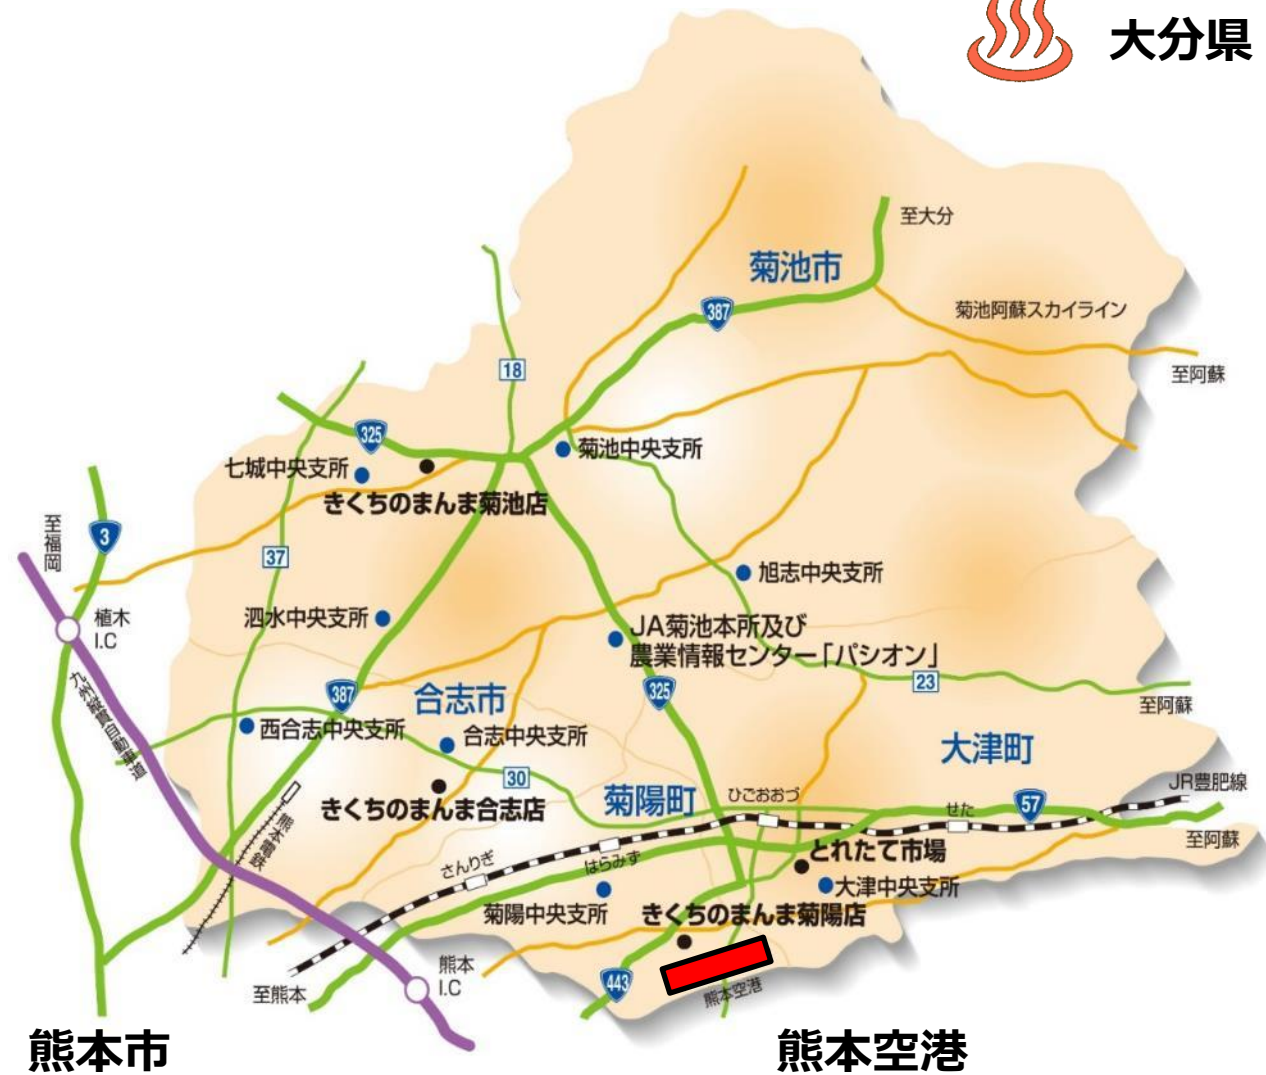 大分県
至大分
菊池市
387
菊池阿蘇スカイライン
至阿蘇
18
325
菊池中央支所
七城中央支所
きくちのまんま菊池店
至福岡
3
37
旭志中央支所
植木
I.C
泗水中央支所
JA菊池本所及び
農業情報センター「パシオン」
九州縦貫自動車道
387
合志市
325
23
至阿蘇
西合志中央支所
合志中央支所
大津町
30
きくちのまんま合志店
菊陽町
ひごおおづ
せた
57
JR豊肥線
至阿蘇
熊本電鉄
さんりぎ
はらみず
とれたて市場
大津中央支所
菊陽中央支所
きくちのまんま菊陽店
熊本
I.C
至熊本
443
熊本空港
熊本市
熊本空港